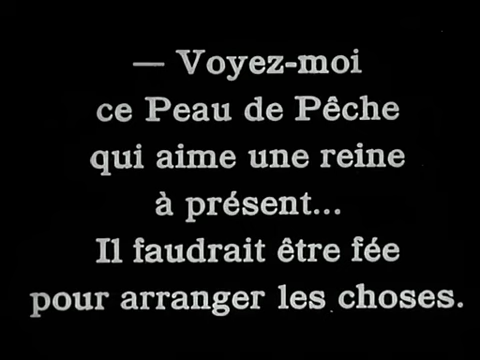 — Voyez-moi
ce Peau de Pêche
qui aime une reine
à présent...
Il faudrait être fée
pour arranger les choses.